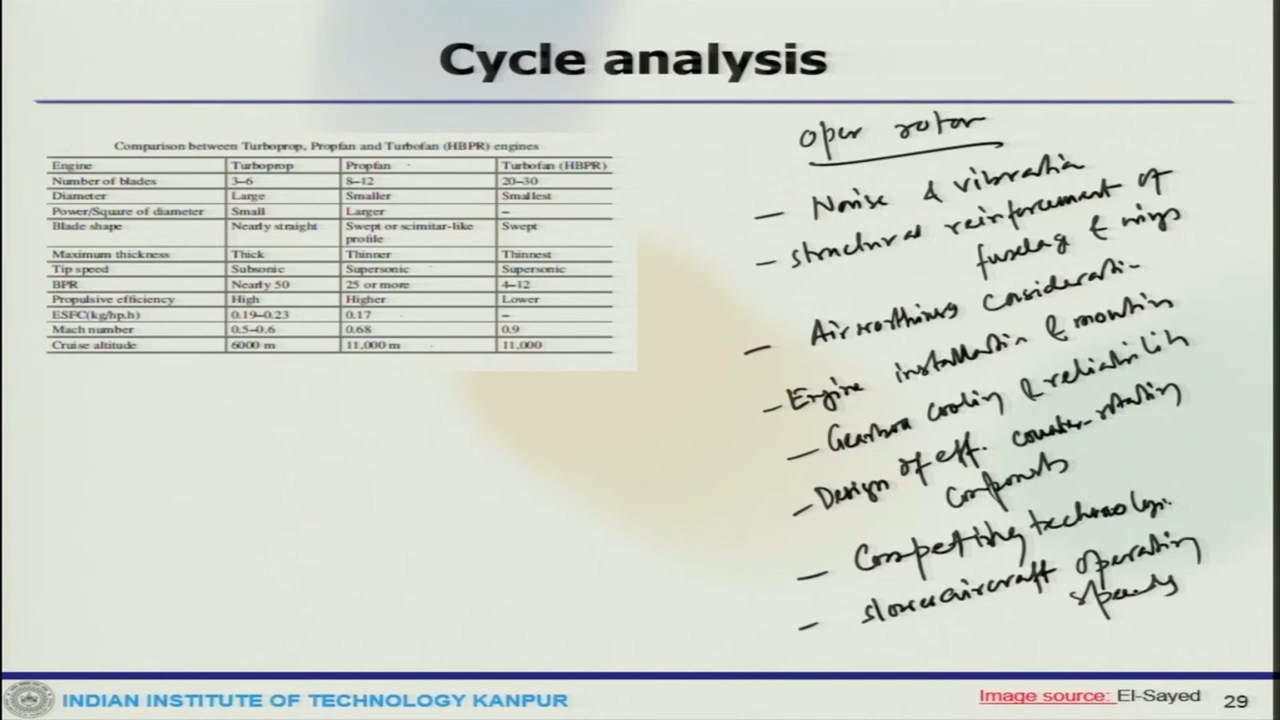 Cycle analysis
Comparison between Turboprop, Propfan and Turbofan (HBPR) engines
Engine Turboprop Propfan Turbofan (HBPR)
Number of blades 3–6 8–12 20–30
Diameter Large Smaller Smallest
Power/Square of diameter Small Larger –
Blade shape Nearly straight Swept or scimitar-like Swept
profile
Maximum thickness Thick Thinner Thinnest
Tip speed Subsonic Supersonic Supersonic
BPR Nearly 50 25 or more 4–12
Propulsive efficiency High Higher Lower
ESFC(kg/hp.h) 0.19–0.23 0.17 –
Mach number 0.5–0.6 0.68 0.9
Cruise altitude 6000 m 11,000 m 11,000
open rotor
– Noise & vibration
– structural reinforcement of
fuselag & wings
– Airworthiness consideration
– Engine installation & mounting
– Gearbox cooling & reliability
– Design of eff. counter-rotating
components
– Competing technologi
– slower aircraft operating
speeds
INDIAN INSTITUTE OF TECHNOLOGY KANPUR
Image source: El-Sayed 29